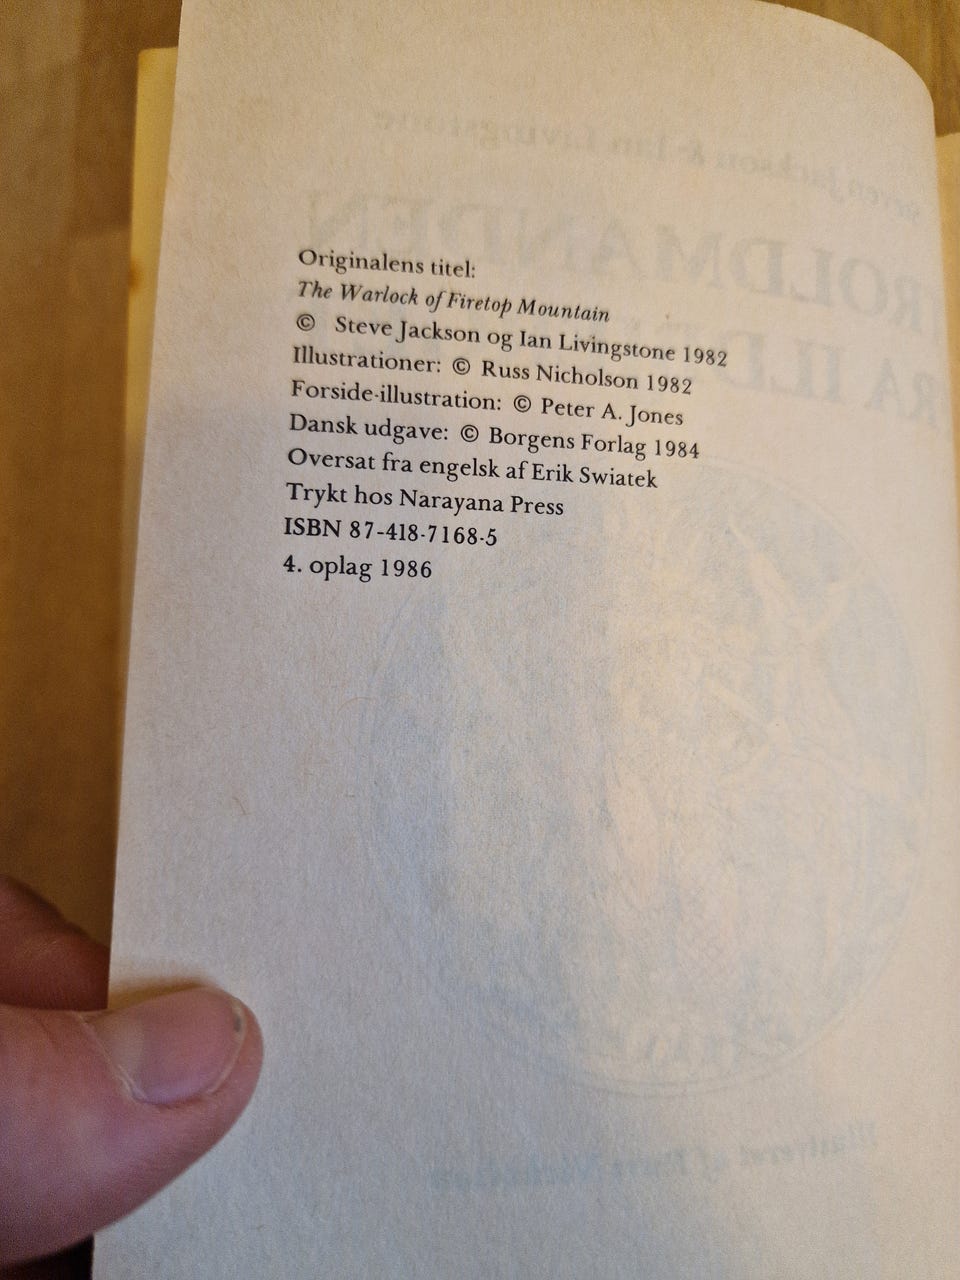 Originalens titel:
The Warlock of Firetop Mountain
© Steve Jackson og Ian Livingstone 1982
Illustrationer: © Russ Nicholson 1982
Forside-illustration: © Peter A. Jones
Dansk udgave: © Borgens Forlag 1984
Oversat fra engelsk af Erik Swiatek
Trykt hos Narayana Press
ISBN 87-418-7168-5
4. oplag 1986